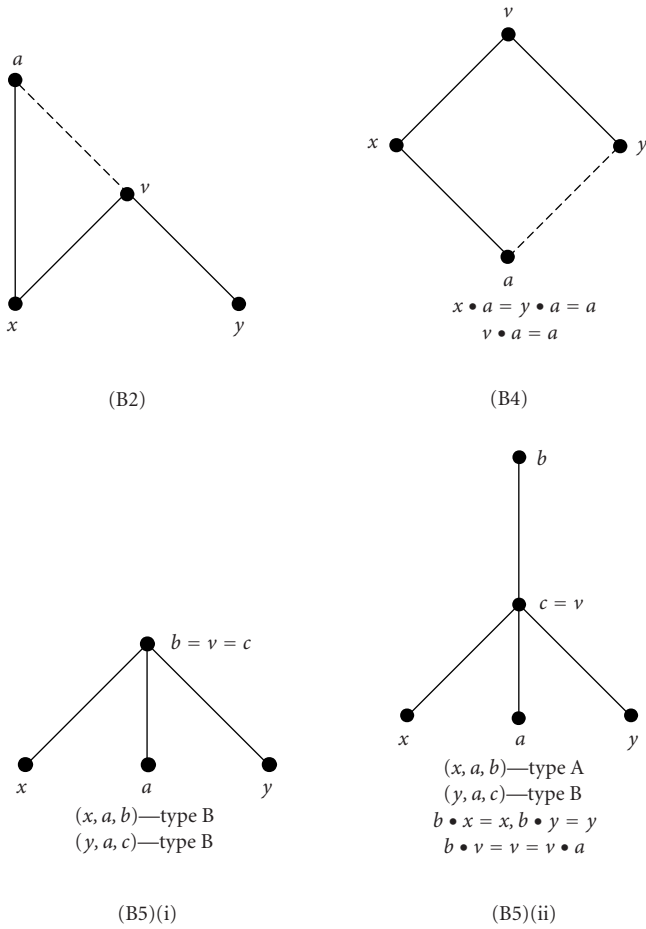 a
v
x
y
(B2)
v
x
y
a
x • a = y • a = a
v • a = a
(B4)
b = v = c
x
a
y
(x, a, b)—type B
(y, a, c)—type B
(B5)(i)
b
c = v
x
a
y
(x, a, b)—type A
(y, a, c)—type B
b • x = x, b • y = y
b • v = v = v • a
(B5)(ii)